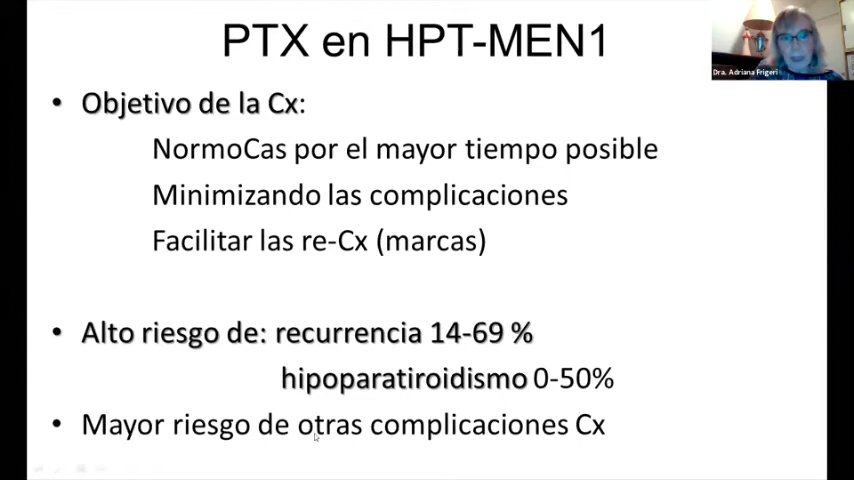 PTX en HPT-MEN1
Dra. Adriana Frigeri
• Objetivo de la Cx:
NormoCas por el mayor tiempo posible
Minimizando las complicaciones
Facilitar las re-Cx (marcas)
• Alto riesgo de: recurrencia 14-69 %
hipoparatiroidismo 0-50%
• Mayor riesgo de otras complicaciones Cx